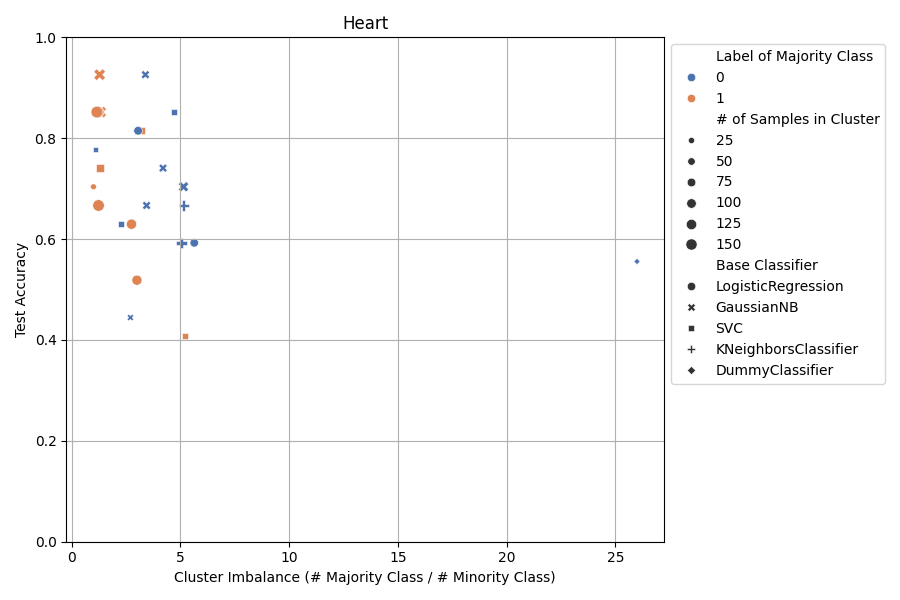 Heart
1.0
0.8
0.6
0.4
0.2
0.0
Test Accuracy
0
5
10
15
20
25
Cluster Imbalance (# Majority Class / # Minority Class)
Label of Majority Class
0
1
# of Samples in Cluster
25
50
75
100
125
150
Base Classifier
LogisticRegression
GaussianNB
SVC
KNeighborsClassifier
DummyClassifier